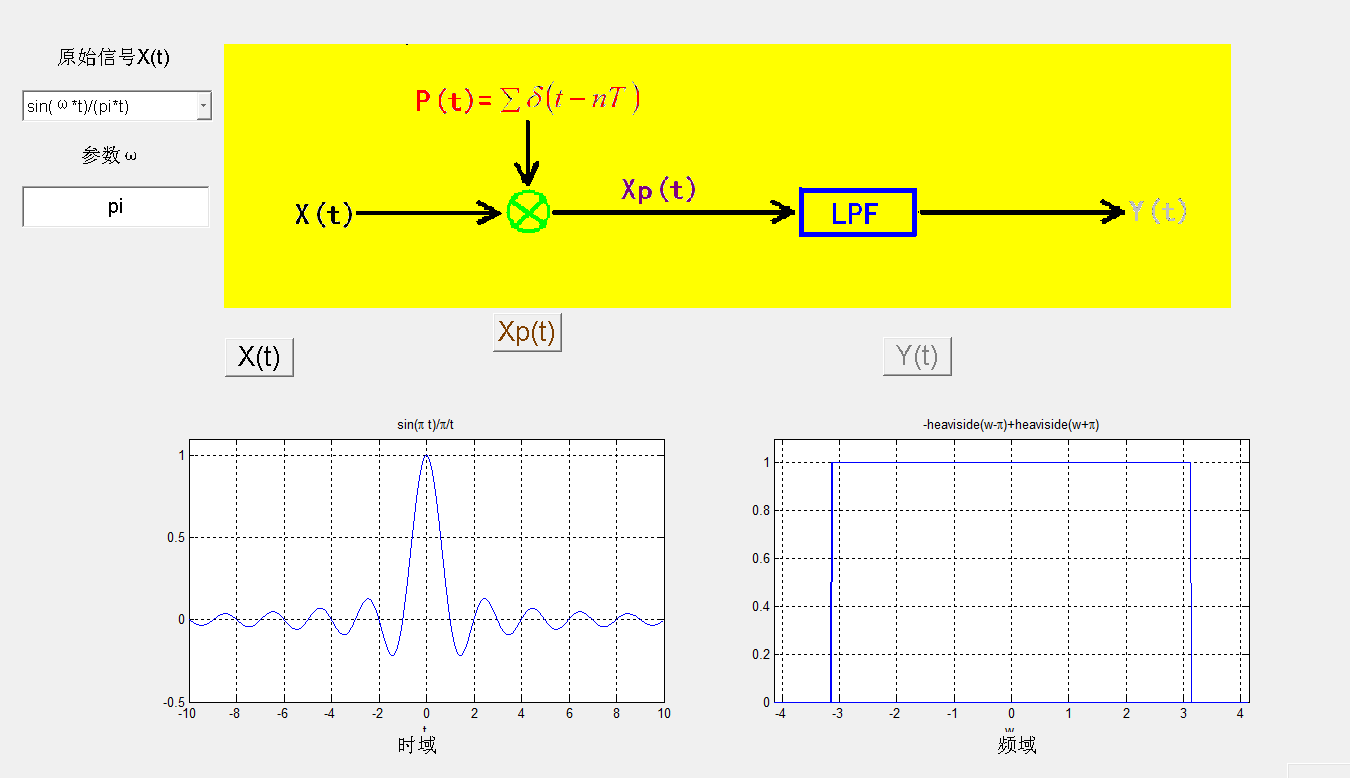 原始信号X(t)
sin(ω*t)/(pi*t)
参数ω
pi
P(t)=∑δ(t−nT)
X(t)
Xp(t)
LPF
Y(t)
Xp(t)
X(t)
Y(t)
sin(π t)/π/t
1
0.5
0
-0.5
-10 -8 -6 -4 -2 0 2 4 6 8 10
t
时域
-heaviside(w-π)+heaviside(w+π)
1
0.8
0.6
0.4
0.2
0
-4 -3 -2 -1 0 1 2 3 4
w
频域